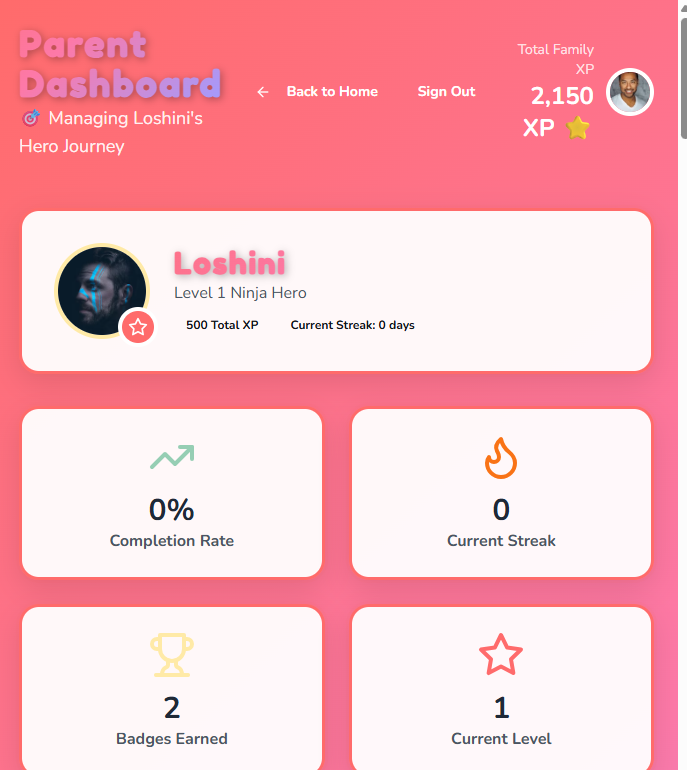 Parent
Dashboard
🎯 Managing Loshini's
Hero Journey
← Back to Home
Sign Out
Total Family
XP
2,150
XP ⭐
Loshini
Level 1 Ninja Hero
500 Total XP
Current Streak: 0 days
0%
Completion Rate
0
Current Streak
2
Badges Earned
1
Current Level